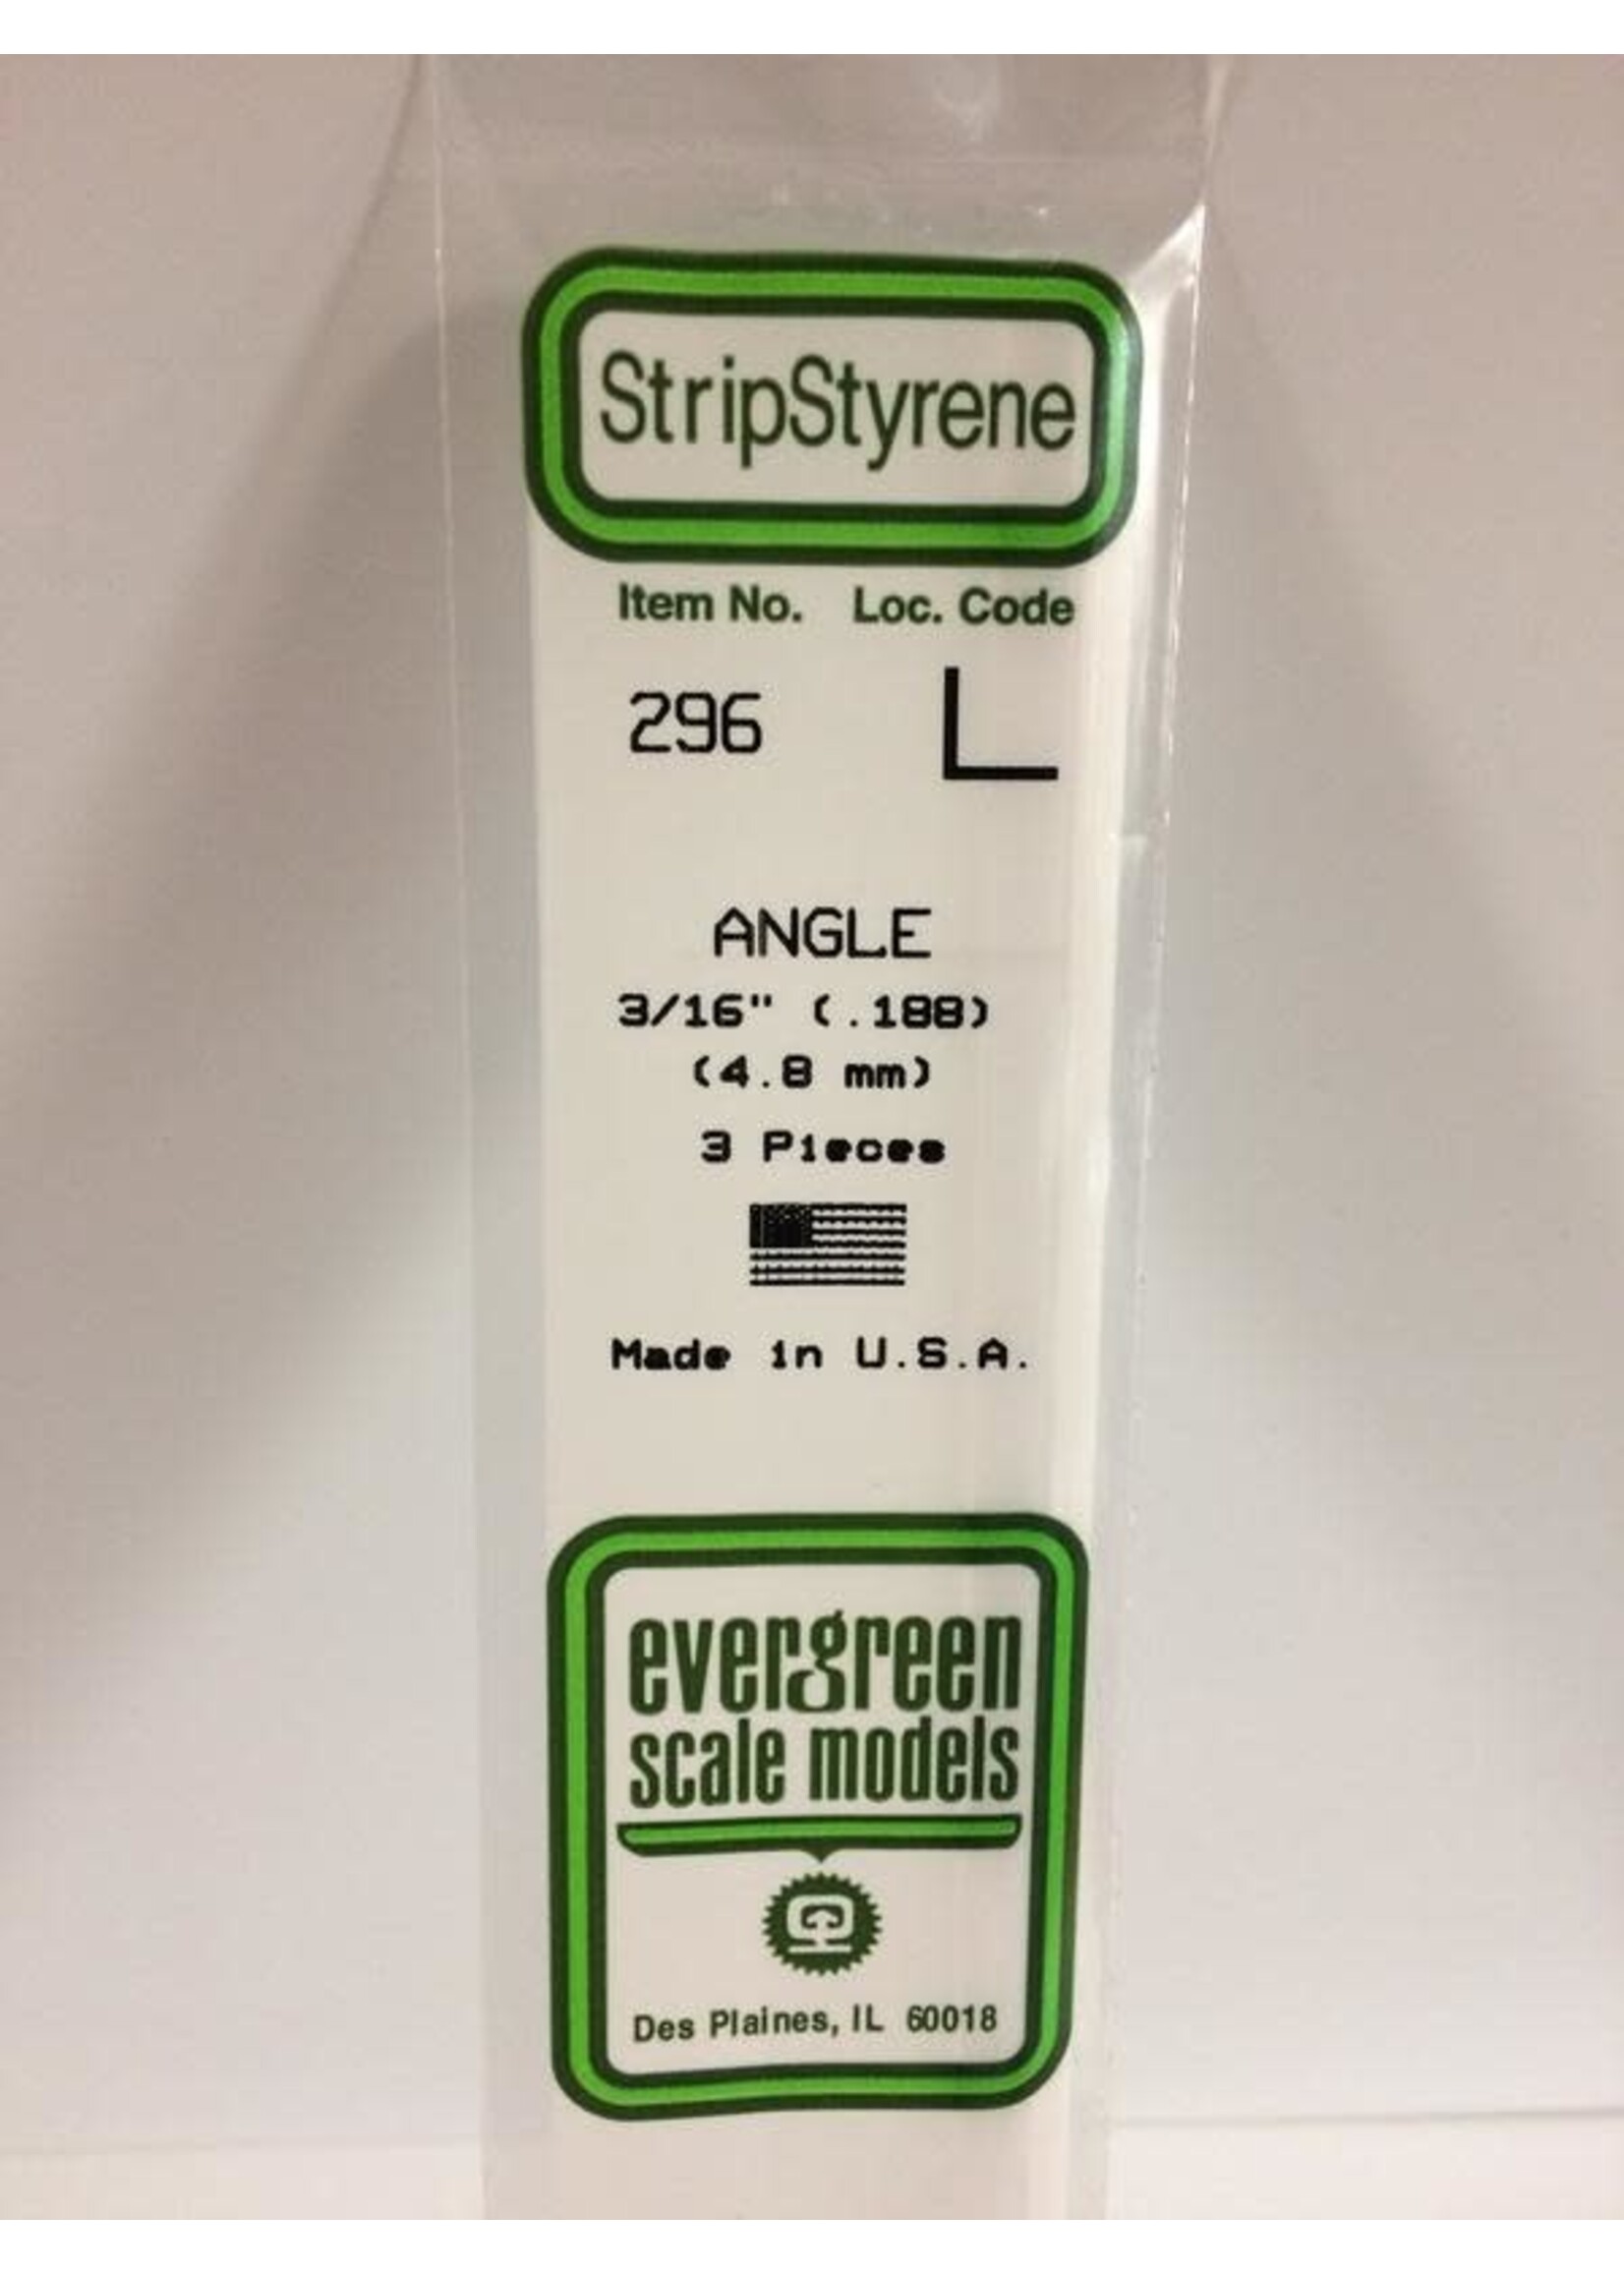 StripStyrene
Item No. Loc. Code
296 L
ANGLE
3/16" (.188)
(4.8 mm)
3 Pieces
Made in U.S.A.
evergreen
scale models
Des Plaines, IL 60018